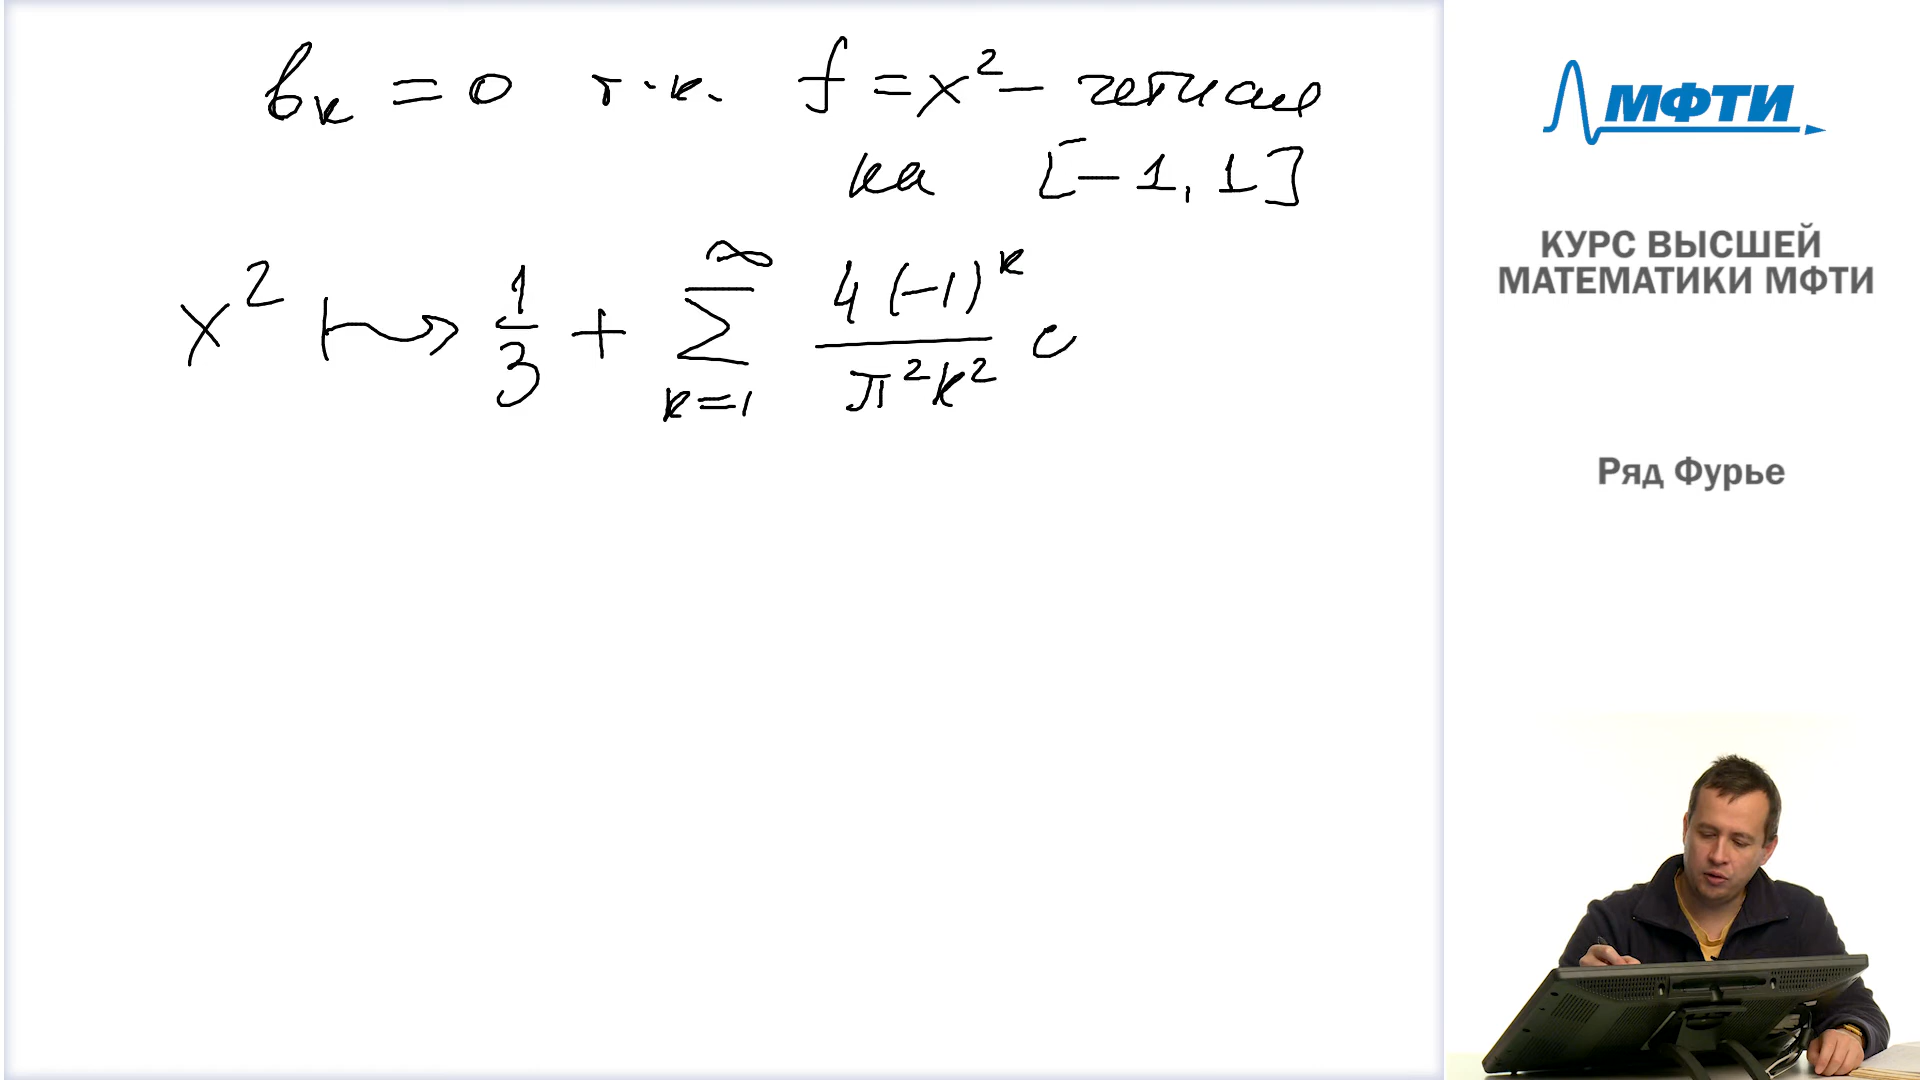 bₖ = 0 т.к. f = x² – четная
на [-1, 1]
x² ↦ 1/3 + ∑_{k=1}^{∞} 4(-1)^k / π²k² c
МФТИ
КУРС ВЫСШЕЙ
МАТЕМАТИКИ МФТИ
Ряд Фурье